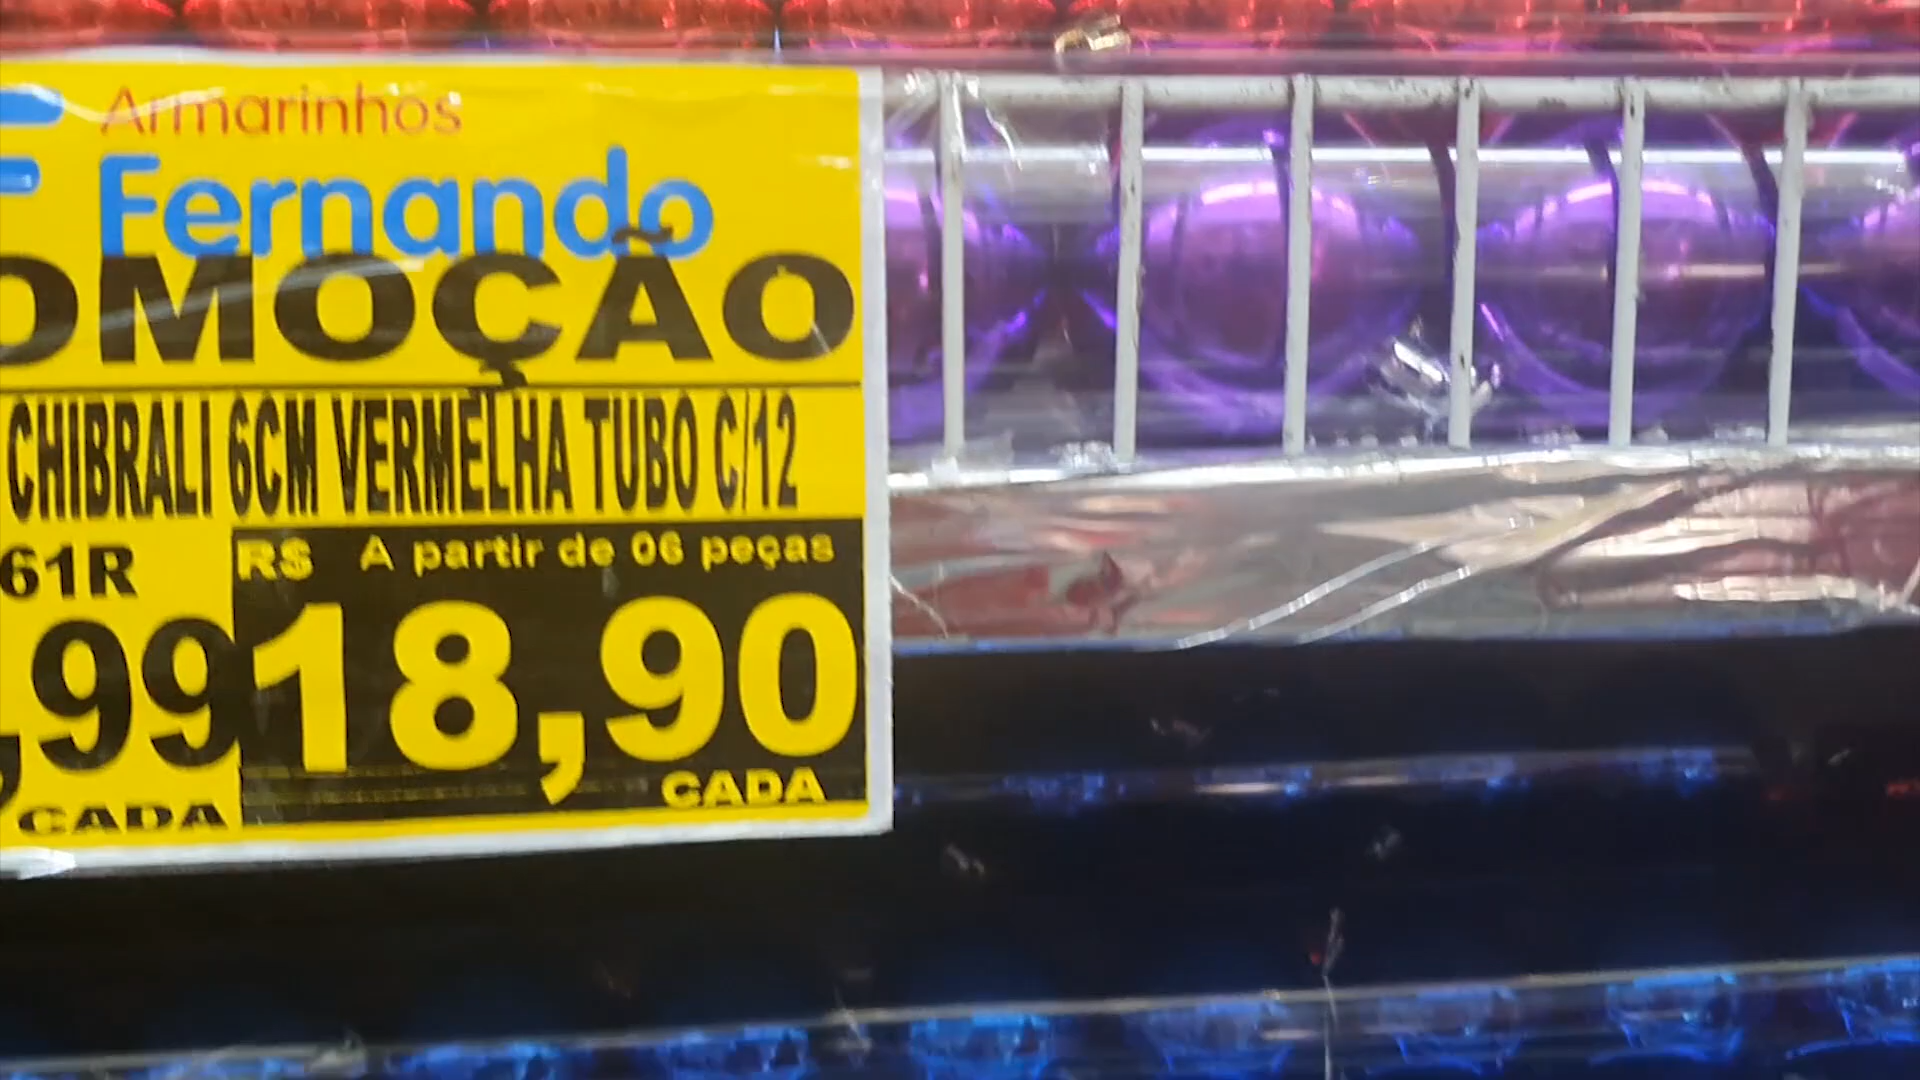 Armarinhos
Fernando
OMOÇÃO
CHIBRALI 6CM VERMELHA TUBO C/12
61R
R$ A partir de 06 peças
,99
18,90
CADA
CADA